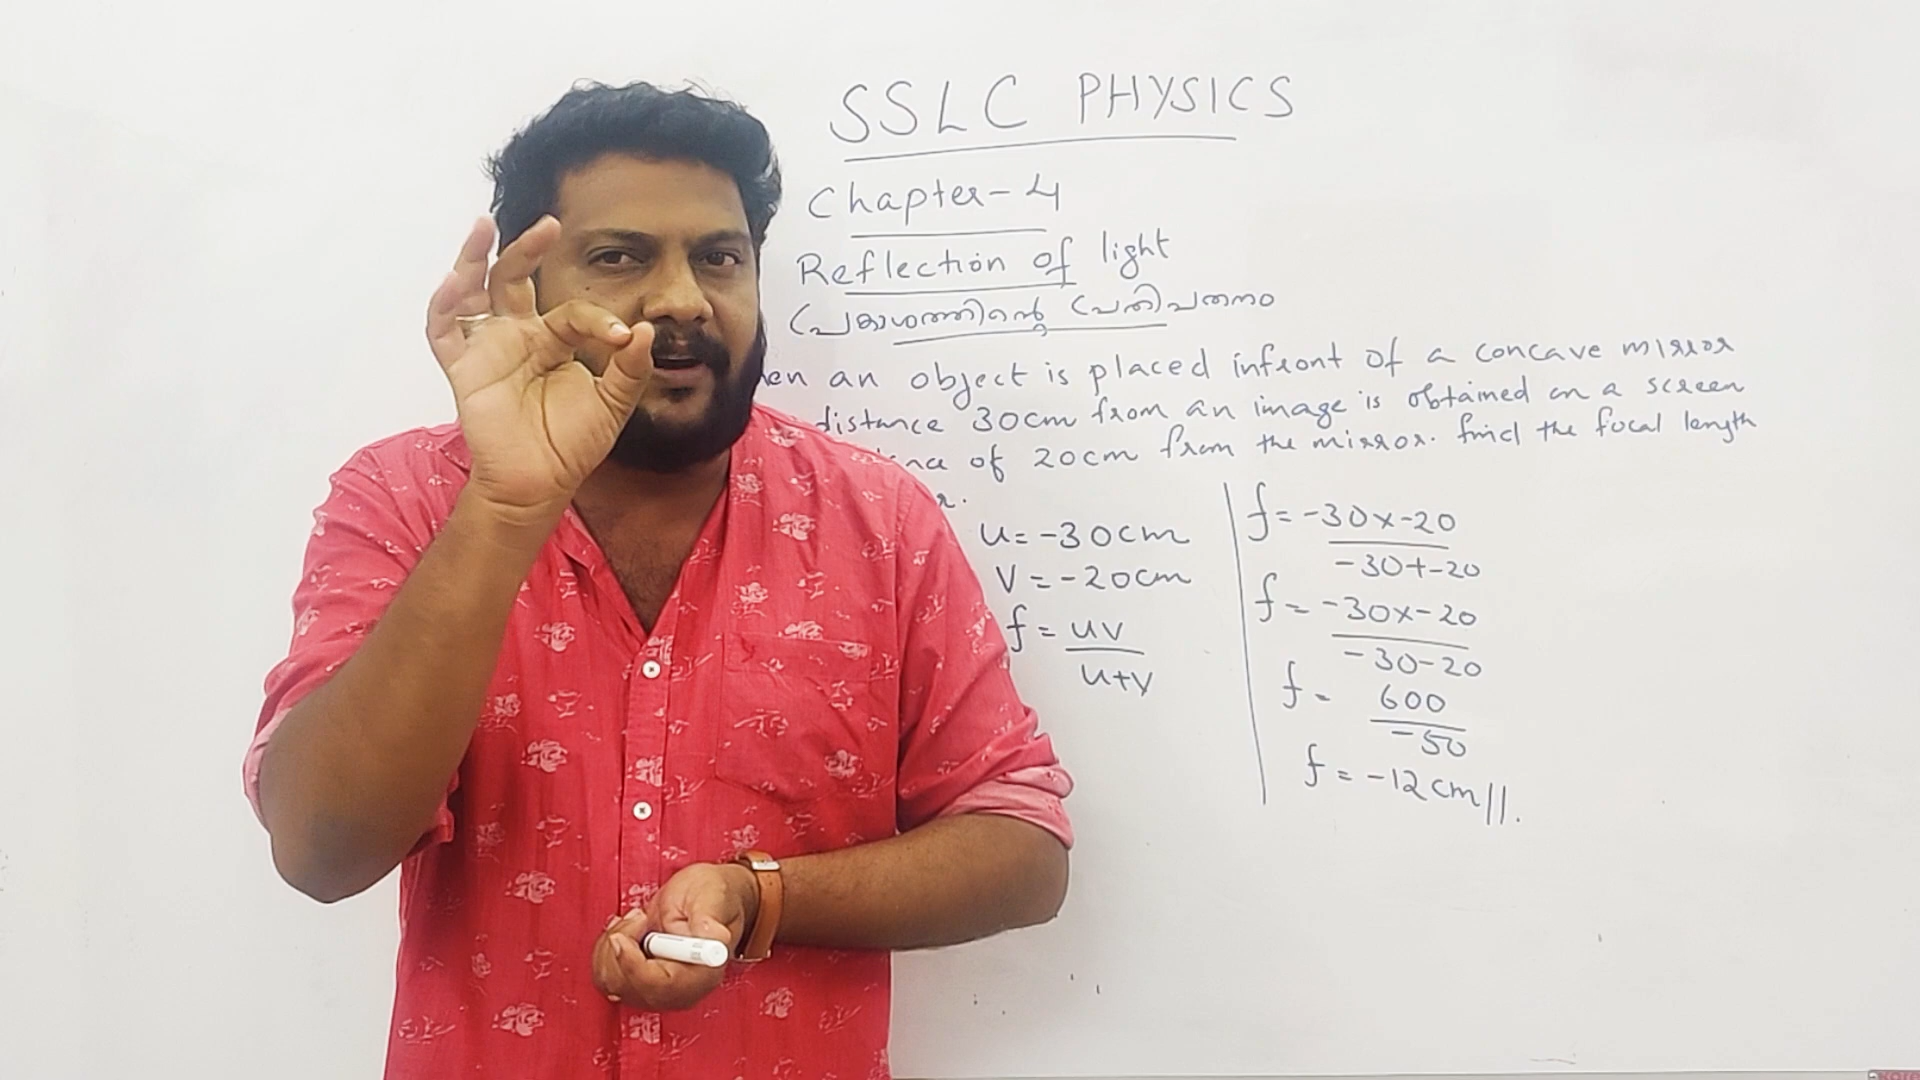 SSLC PHYSICS
Chapter-4
Reflection of light
പ്രകാശത്തിന്റെ പ്രതിപതനം
an object is placed infront of a concave mirror
distance 30cm from an image is obtained on a screen
of 20cm from the mirror. find the focal length
u=-30cm
V=-20cm
f = uv
u+v
f=-30x-20
-30+-20
f=-30x-20
-30-20
f= 600
-50
f=-12cm//.